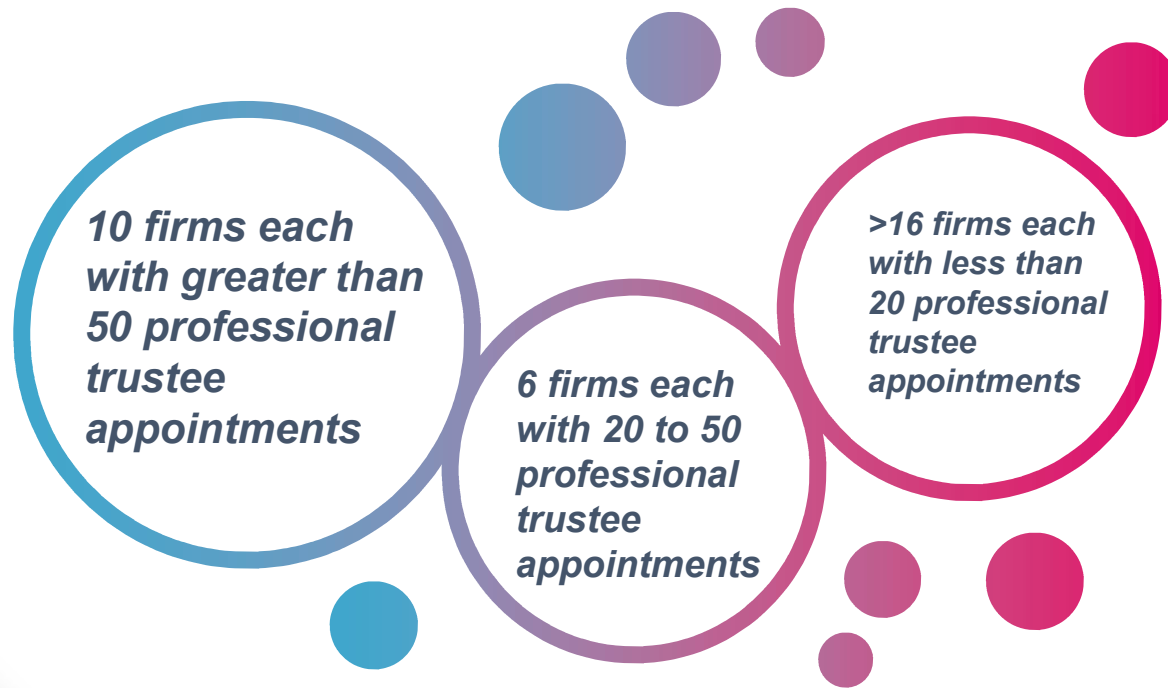 10 firms each
with greater than
50 professional
trustee
appointments
6 firms each
with 20 to 50
professional
trustee
appointments
>16 firms each
with less than
20 professional
trustee
appointments